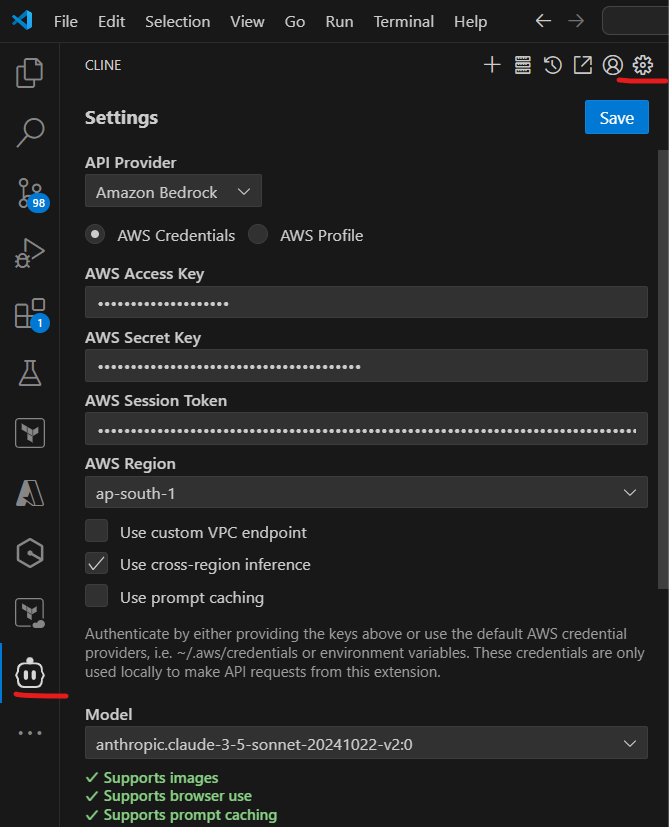 File Edit Selection View Go Run Terminal Help
CLINE
Settings
Save
API Provider
Amazon Bedrock
AWS Credentials AWS Profile
AWS Access Key
••••••••••••••••••••
AWS Secret Key
••••••••••••••••••••••••••••••••••••••••
AWS Session Token
••••••••••••••••••••••••••••••••••••••••••••••••••••••••••••••••••••••••••••••••••
AWS Region
ap-south-1
Use custom VPC endpoint
Use cross-region inference
Use prompt caching
Authenticate by either providing the keys above or use the default AWS credential
providers, i.e. ~/.aws/credentials or environment variables. These credentials are only
used locally to make API requests from this extension.
Model
anthropic.claude-3-5-sonnet-20241022-v2:0
✓ Supports images
✓ Supports browser use
✓ Supports prompt caching
98
1